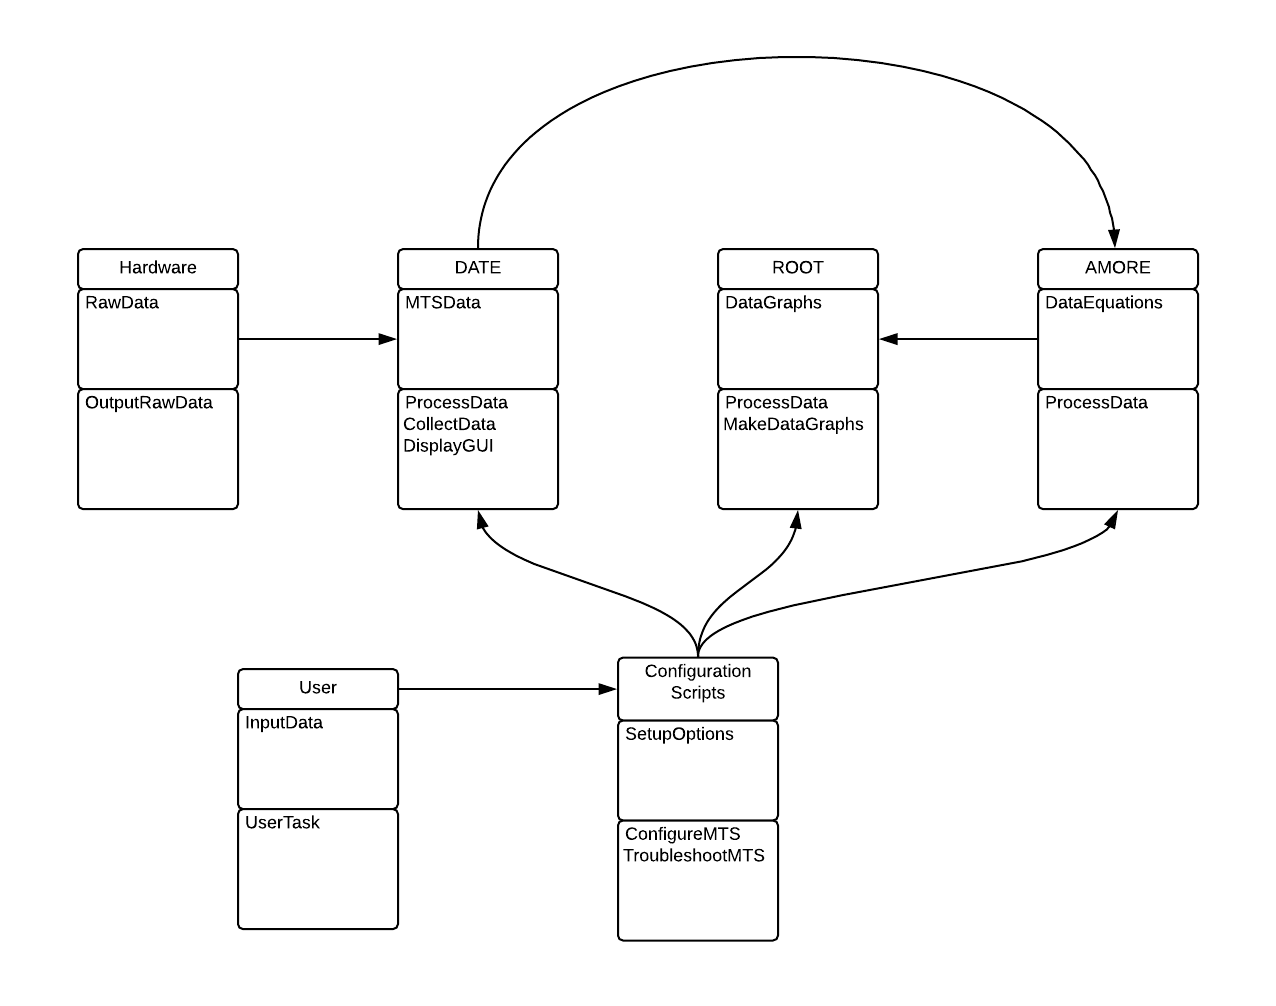 Hardware
RawData
OutputRawData
DATE
MTSData
ProcessData
CollectData
DisplayGUI
ROOT
DataGraphs
ProcessData
MakeDataGraphs
AMORE
DataEquations
ProcessData
User
InputData
UserTask
Configuration
Scripts
SetupOptions
ConfigureMTS
TroubleshootMTS